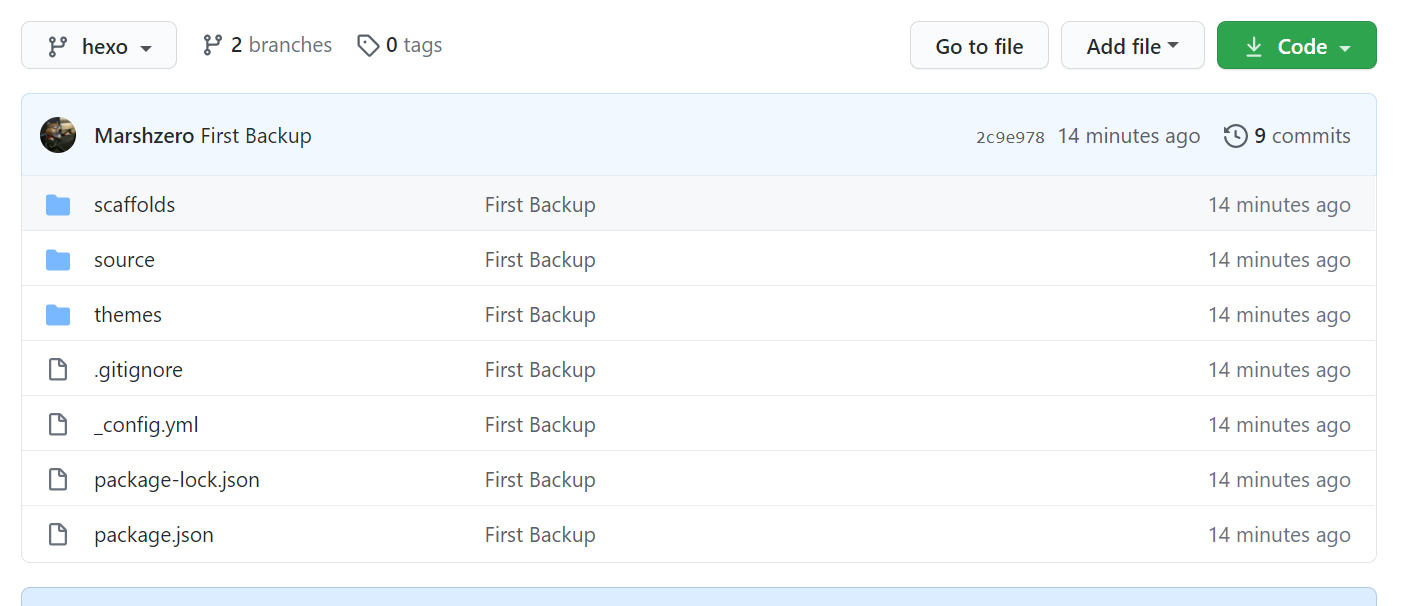 hexo 2 branches 0 tags Go to file Add file Code
Marshzero First Backup 2c9e978 14 minutes ago 9 commits
scaffolds First Backup 14 minutes ago
source First Backup 14 minutes ago
themes First Backup 14 minutes ago
.gitignore First Backup 14 minutes ago
_config.yml First Backup 14 minutes ago
package-lock.json First Backup 14 minutes ago
package.json First Backup 14 minutes ago